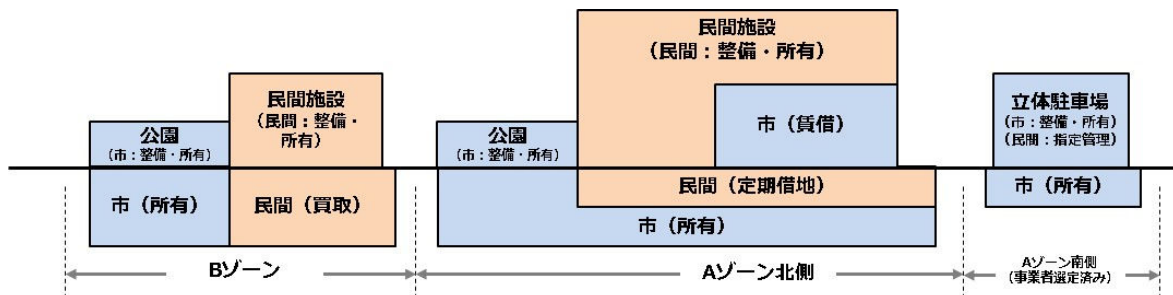 公園
（市：整備・所有）
民間施設
（民間：整備・
所有）
市（所有）
民間（買取）
Bゾーン
民間施設
（民間：整備・所有）
市（賃借）
公園
（市：整備・所有）
民間（定期借地）
市（所有）
Aゾーン北側
立体駐車場
（市：整備・所有）
（民間：指定管理）
市（所有）
Aゾーン南側
（事業者選定済み）